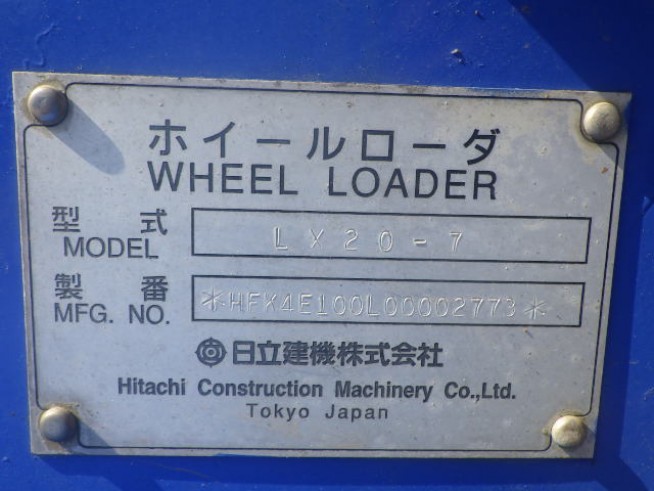 ホイールローダ
WHEEL LOADER
型式
MODEL
LX20-7
製番
MFG. NO.
*HFX4E100L00002773*
日立建機株式会社
Hitachi Construction Machinery Co.,Ltd.
Tokyo Japan